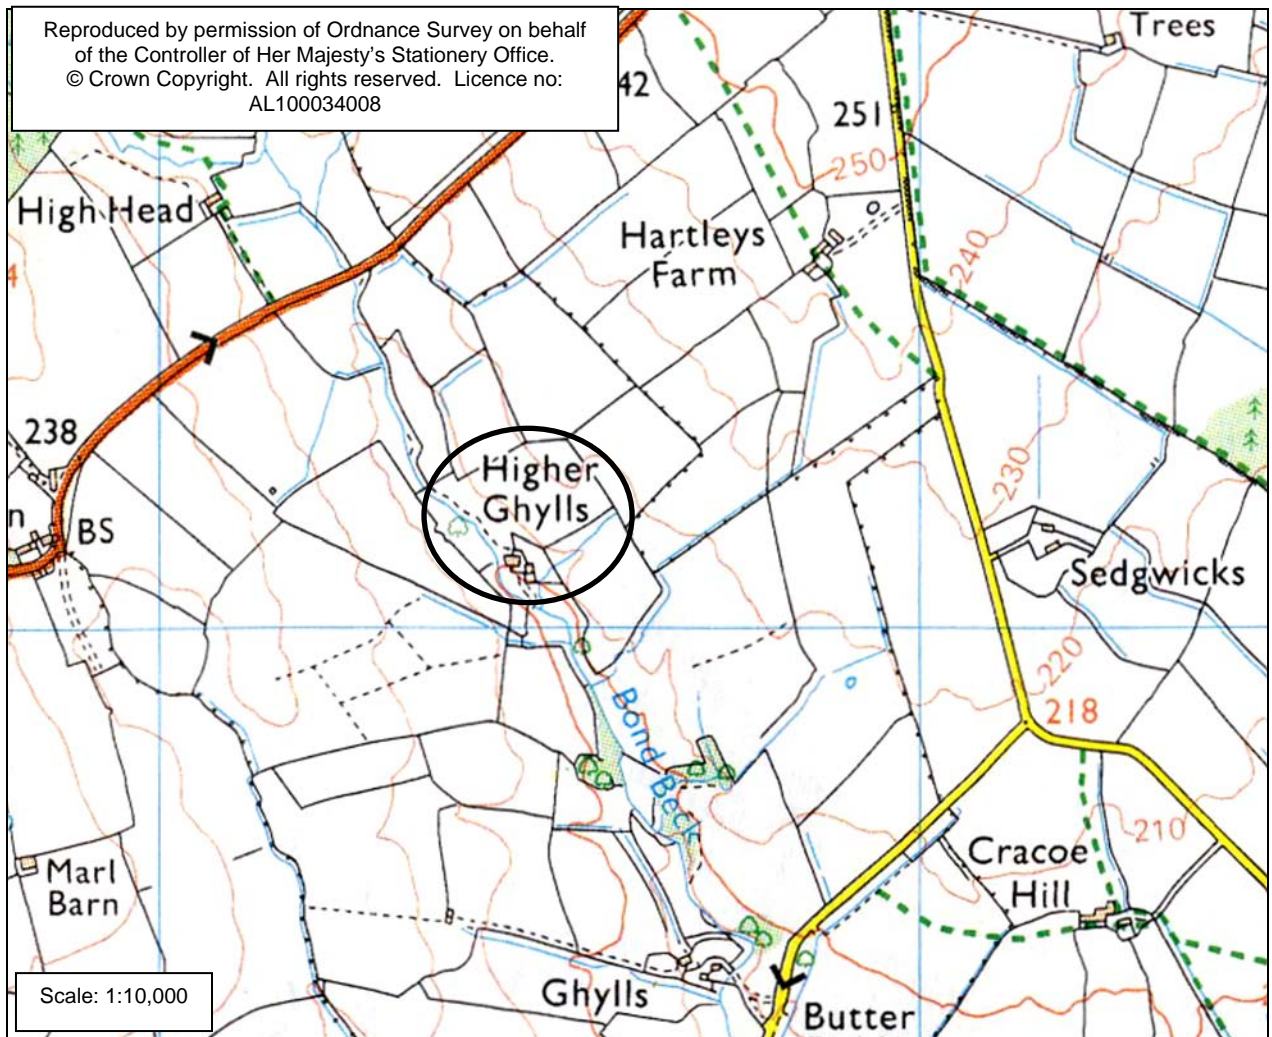 Reproduced by permission of Ordnance Survey on behalf
of the Controller of Her Majesty's Stationery Office.
© Crown Copyright. All rights reserved. Licence no:
AL100034008
Trees
42
251
250
High Head
Hartleys
Farm
240
4
238
Higher
Ghylls
230
n
BS
Sedgwicks
220
218
Bond Beck
210
Cracoe
Hill
Marl
Barn
Scale: 1:10,000
Ghylls
Butter